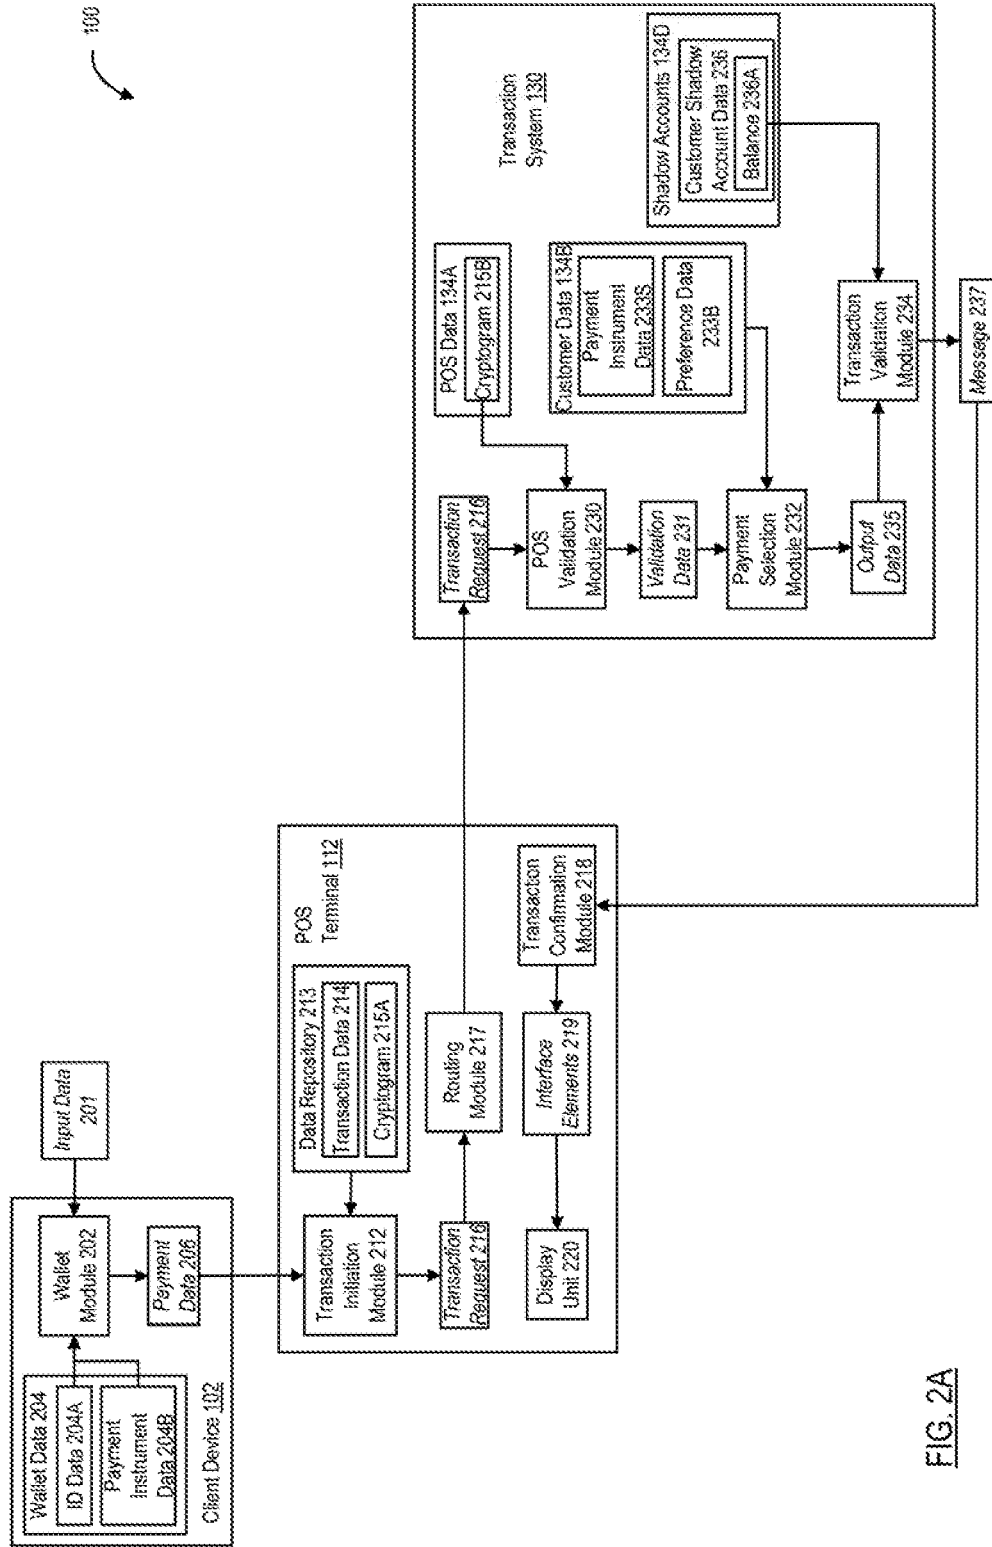 100
Wallet Data 204
ID Data 204A
Payment
Instrument
Data 204B
Client Device 102
Wallet
Module 202
Payment
Data 206
Input Data
201
Transaction
Initiation
Module 212
Data Repository 213
Transaction Data 214
Cryptogram 215A
POS
Terminal 112
Transaction
Request 216
Routing
Module 217
Display
Unit 220
Interface
Elements 219
Transaction
Confirmation
Module 218
Transaction
Request 216
POS Data 134A
Cryptogram 215B
Transaction
System 130
POS
Validation
Module 230
Customer Data 134B
Payment
Instrument
Data 233S
Preference Data
233B
Validation
Data 231
Shadow Accounts 134D
Customer Shadow
Account Data 236
Balance 236A
Payment
Selection
Module 232
Output
Data 235
Transaction
Validation
Module 234
Message 237
FIG. 2A